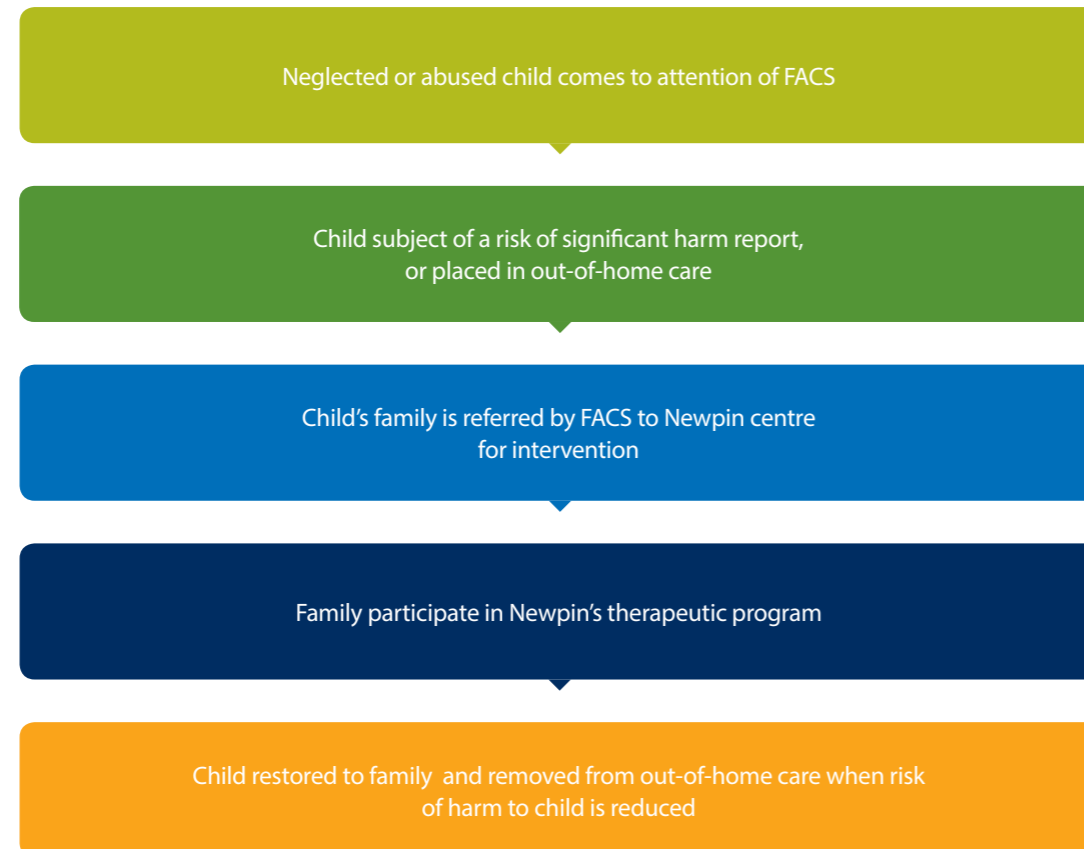 Neglected or abused child comes to attention of FACS
Child subject of a risk of significant harm report,
or placed in out-of-home care
Child’s family is referred by FACS to Newpin centre
for intervention
Family participate in Newpin’s therapeutic program
Child restored to family  and removed from out-of-home care when risk
of harm to child is reduced